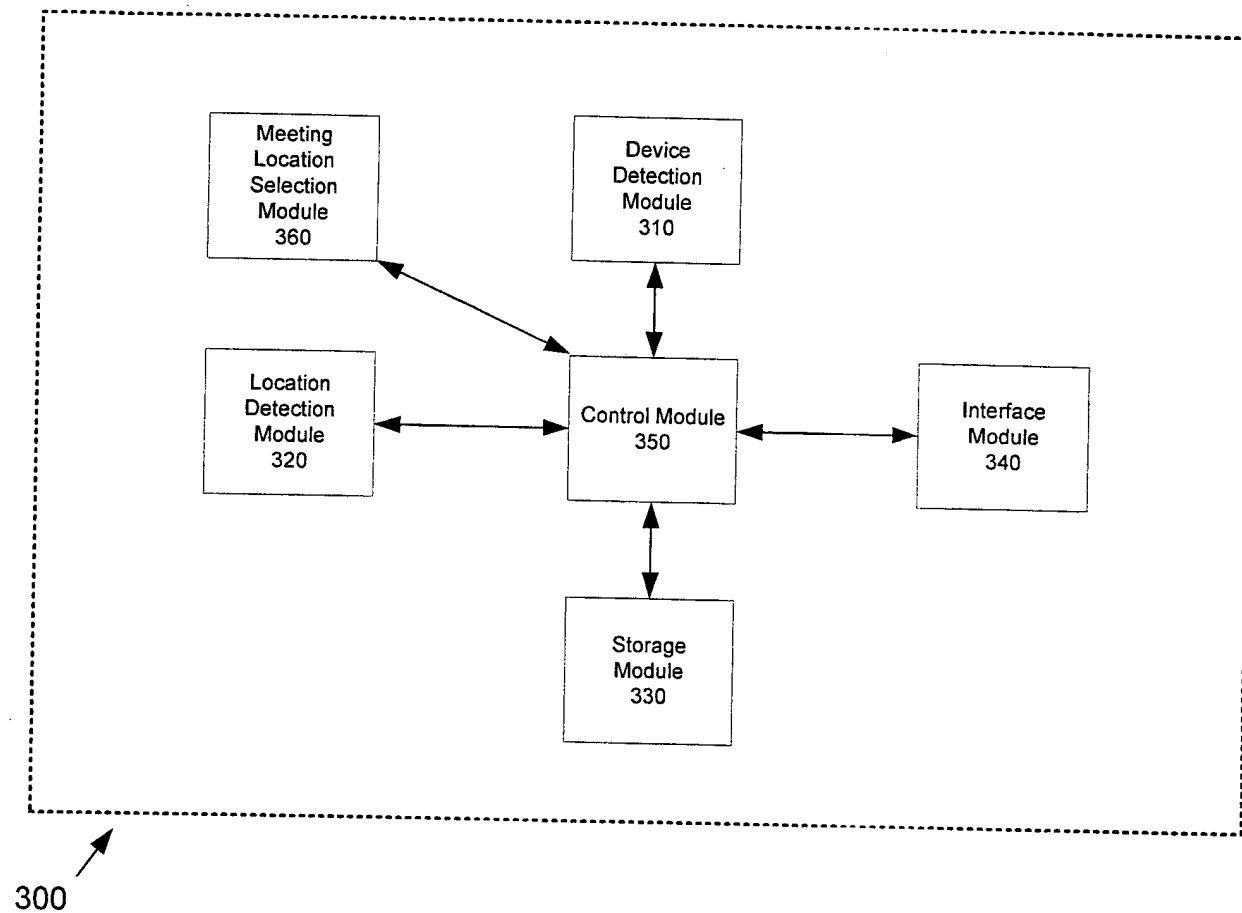 Meeting
Location
Selection
Module
360
Device
Detection
Module
310
Location
Detection
Module
320
Control Module
350
Interface
Module
340
Storage
Module
330
300